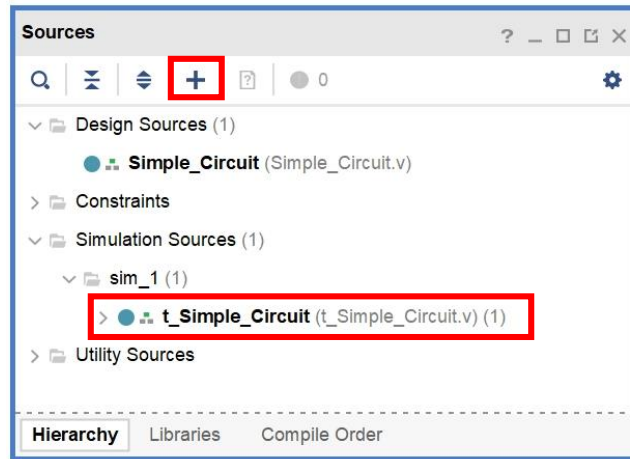 Sources
? 0
Design Sources (1)
Simple_Circuit (Simple_Circuit.v)
Constraints
Simulation Sources (1)
sim_1 (1)
t_Simple_Circuit (t_Simple_Circuit.v) (1)
Utility Sources
Hierarchy Libraries Compile Order